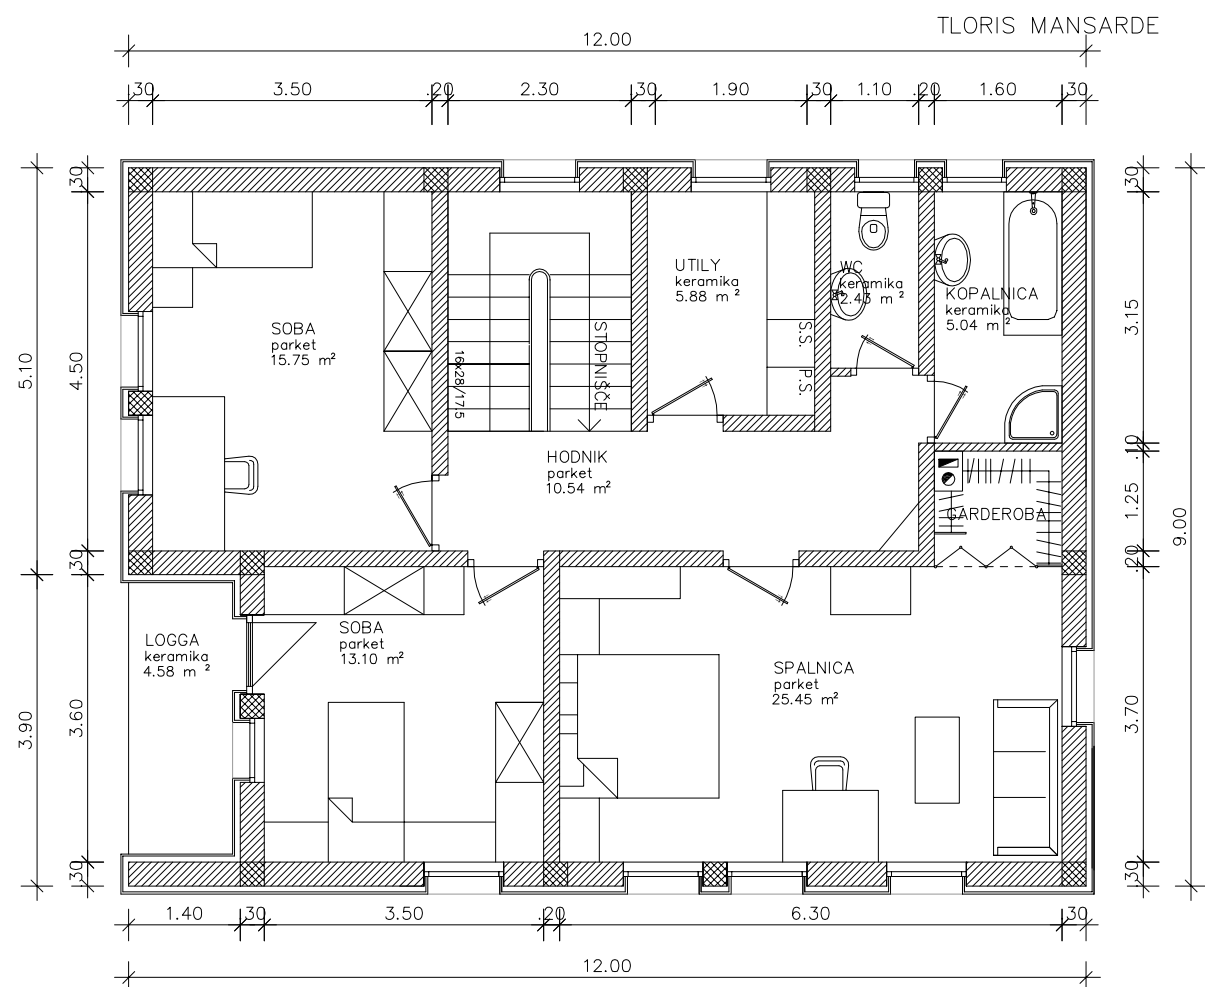 TLORIS MANSARDE
12.00
.30
3.50
.20
2.30
.30
1.90
.30
1.10
.20
1.60
.30
5.10
3.90
.30
4.50
.30
3.60
.30
SOBA
parket
15.75 m²
16x28/17.5
STOPNIŠČE
UTILY
keramika
5.88 m²
S.S.
P.S.
WC
keramika
2.43 m²
KOPALNICA
keramika
5.04 m²
HODNIK
parket
10.54 m²
GARDEROBA
LOGGA
keramika
4.58 m²
SOBA
parket
13.10 m²
SPALNICA
parket
25.45 m²
.30
3.15
.10
1.25
.20
3.70
.30
9.00
1.40
.30
3.50
.20
6.30
.30
12.00